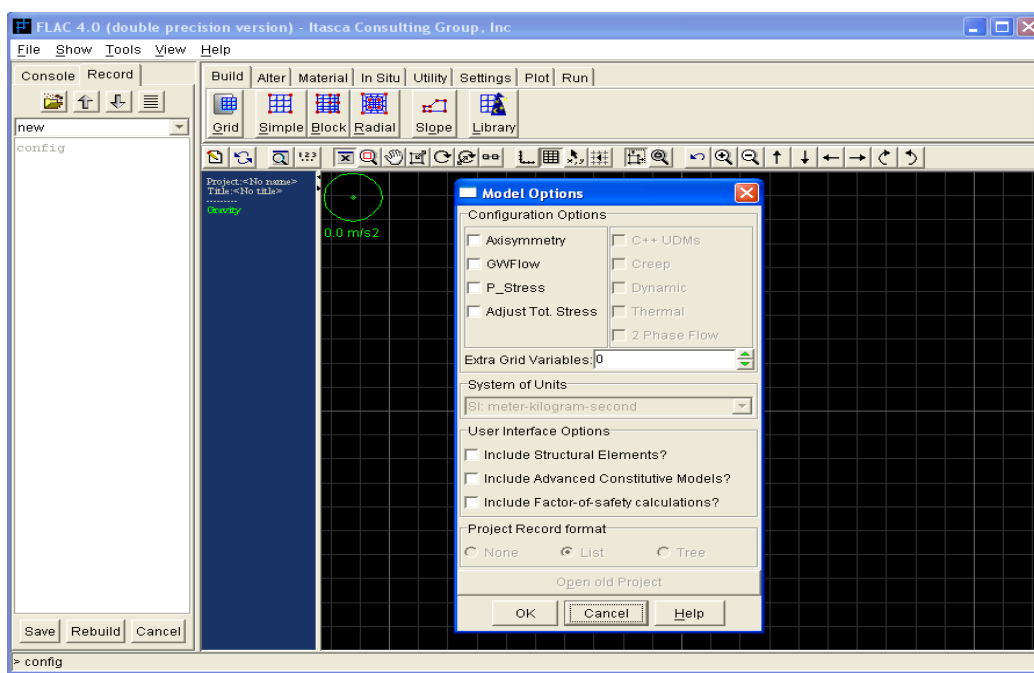 FLAC 4.0 (double precision version) - Itasca Consulting Group, Inc
File Show Tools View Help
Console Record
Build Alter Material In Situ Utility Settings Plot Run
Grid Simple Block Radial Slope Library
new
config
123
Project:<No name>
Title:<No title>
---------
Gravity
0.0 m/s2
Model Options
Configuration Options
Axisymmetry C++ UDMs
GWFlow Creep
P_Stress Dynamic
Adjust Tot. Stress Thermal
2 Phase Flow
Extra Grid Variables: 0
System of Units
SI: meter-kilogram-second
User Interface Options
Include Structural Elements?
Include Advanced Constitutive Models?
Include Factor-of-safety calculations?
Project Record format
None List Tree
Open old Project
OK Cancel Help
Save Rebuild Cancel
> config